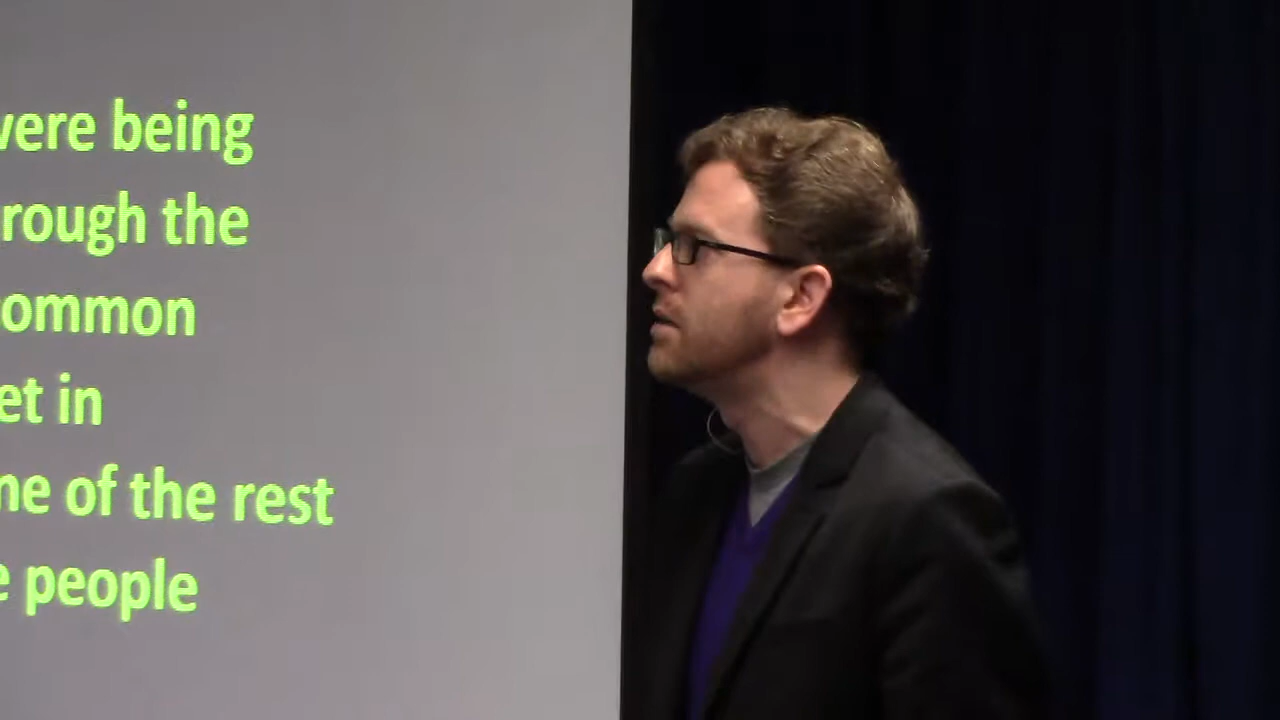 were being
rough the
ommon
et in
ne of the rest
e people